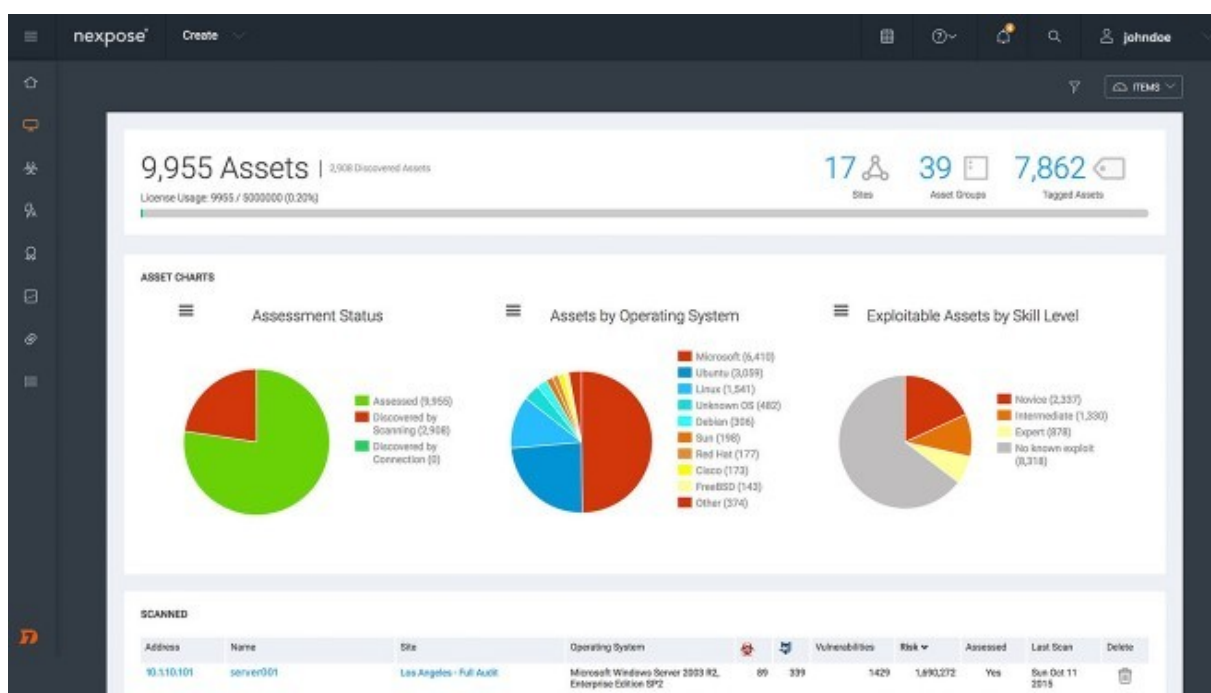 nexpose
Create
johndoe
ITEMS
9,955 Assets | 2,908 Discovered Assets
License Usage: 9955 / 5000000 (0.20%)
17
Sites
39
Asset Groups
7,862
Tagged Assets
ASSET CHARTS
Assessment Status
Assessed (9,955)
Discovered by
Scanning (2,908)
Discovered by
Connection (0)
Assets by Operating System
Microsoft (6,410)
Ubuntu (3,059)
Linux (1,541)
Unknown OS (482)
Debian (306)
Sun (198)
Red Hat (177)
Cisco (173)
FreeBSD (143)
Other (374)
Exploitable Assets by Skill Level
Novice (2,337)
Intermediate (1,330)
Expert (878)
No known exploit
(8,318)
SCANNED
Address Name Site Operating System Vulnerabilities Risk Assessed Last Scan Delete
10.1.10.101 server001 Los Angeles - Full Audit Microsoft Windows Server 2003 R2, 89 339 1429 1,690,272 Yes Sun Oct 11
Enterprise Edition SP2 2015